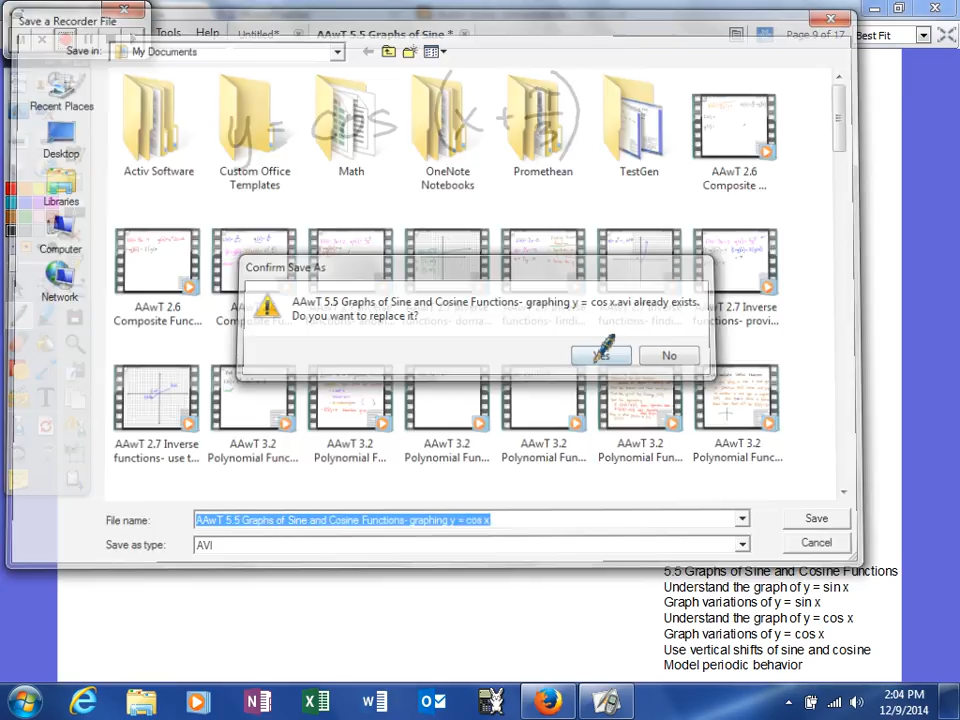 Save a Recorder File
Tools Help Untitled* AAwT 5.5 Graphs of Sine * Page 9 of 17 Best Fit
Save in: My Documents
y = cos (x + π/3)
Recent Places
Desktop
Libraries
Computer
Network
Activ Software Custom Office Templates Math OneNote Notebooks Promethean TestGen AAwT 2.6 Composite ...
AAwT 2.6 Composite Func... AAwT 2.7 Inverse functions- provi...
Confirm Save As
AAwT 5.5 Graphs of Sine and Cosine Functions- graphing y = cos x.avi already exists.
Do you want to replace it?
Yes No
AAwT 2.7 Inverse functions- use t... AAwT 3.2 Polynomial Func... AAwT 3.2 Polynomial F... AAwT 3.2 Polynomial Fun... AAwT 3.2 Polynomial Fun... AAwT 3.2 Polynomial Fun... AAwT 3.2 Polynomial Func...
File name: AAwT 5.5 Graphs of Sine and Cosine Functions- graphing y = cos x Save
Save as type: AVI Cancel
5.5 Graphs of Sine and Cosine Functions
Understand the graph of y = sin x
Graph variations of y = sin x
Understand the graph of y = cos x
Graph variations of y = cos x
Use vertical shifts of sine and cosine
Model periodic behavior
2:04 PM
12/9/2014